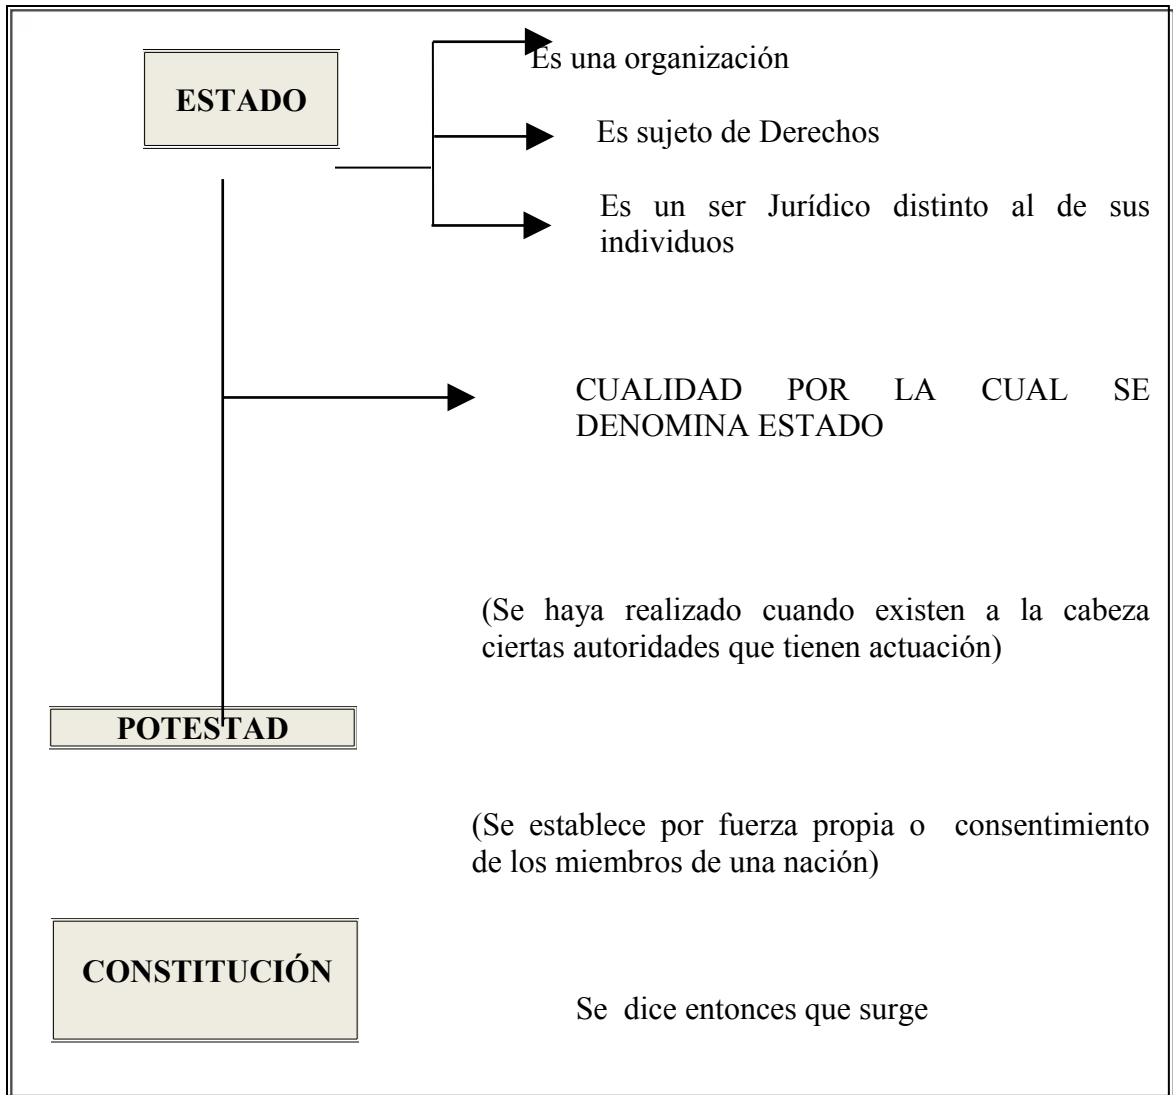 Es una organización
ESTADO
Es sujeto de Derechos
Es un ser Jurídico distinto al de sus
individuos
CUALIDAD POR LA CUAL SE
DENOMINA ESTADO
(Se haya realizado cuando existen a la cabeza
ciertas autoridades que tienen actuación)
POTESTAD
(Se establece por fuerza propia o consentimiento
de los miembros de una nación)
CONSTITUCIÓN
Se dice entonces que surge